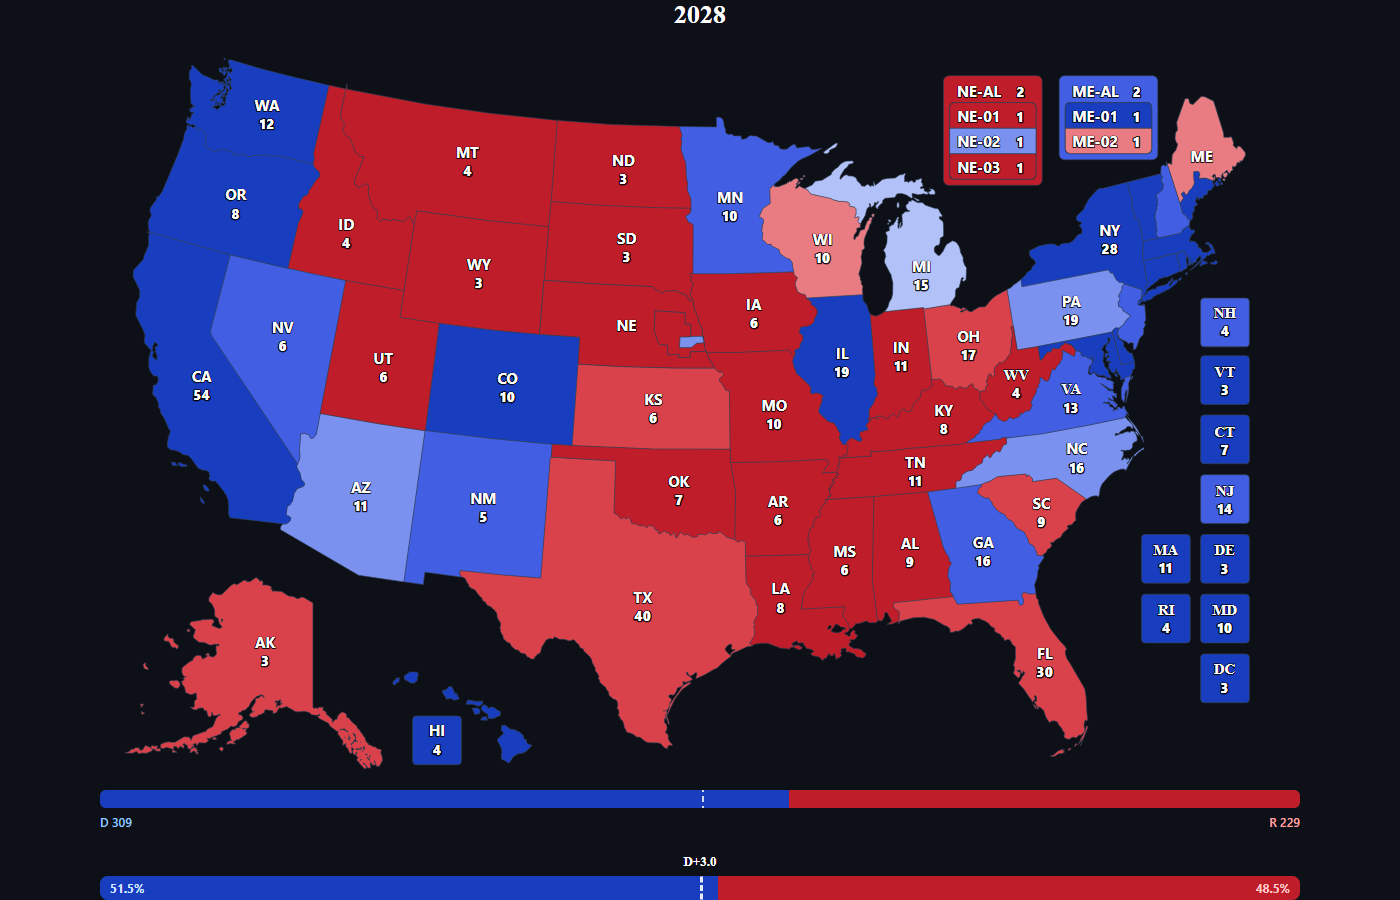 2028
NE-AL 2
NE-01 1
NE-02 1
NE-03 1
ME-AL 2
ME-01 1
ME-02 1
WA
12
MT
4
ND
3
ME
OR
8
ID
4
MN
10
SD
3
WI
10
NY
28
WY
3
MI
15
PA
19
NH
4
NV
6
NE
IA
6
OH
17
IN
11
IL
19
UT
6
CA
54
CO
10
VT
3
WV
4
VA
13
KS
6
MO
10
KY
8
CT
7
NC
16
TN
11
AZ
11
NM
5
OK
7
AR
6
SC
9
NJ
14
GA
16
AL
9
MS
6
MA
11
DE
3
TX
40
LA
8
RI
4
MD
10
AK
3
FL
30
DC
3
HI
4
D 309
R 229
D+3.0
51.5%
48.5%